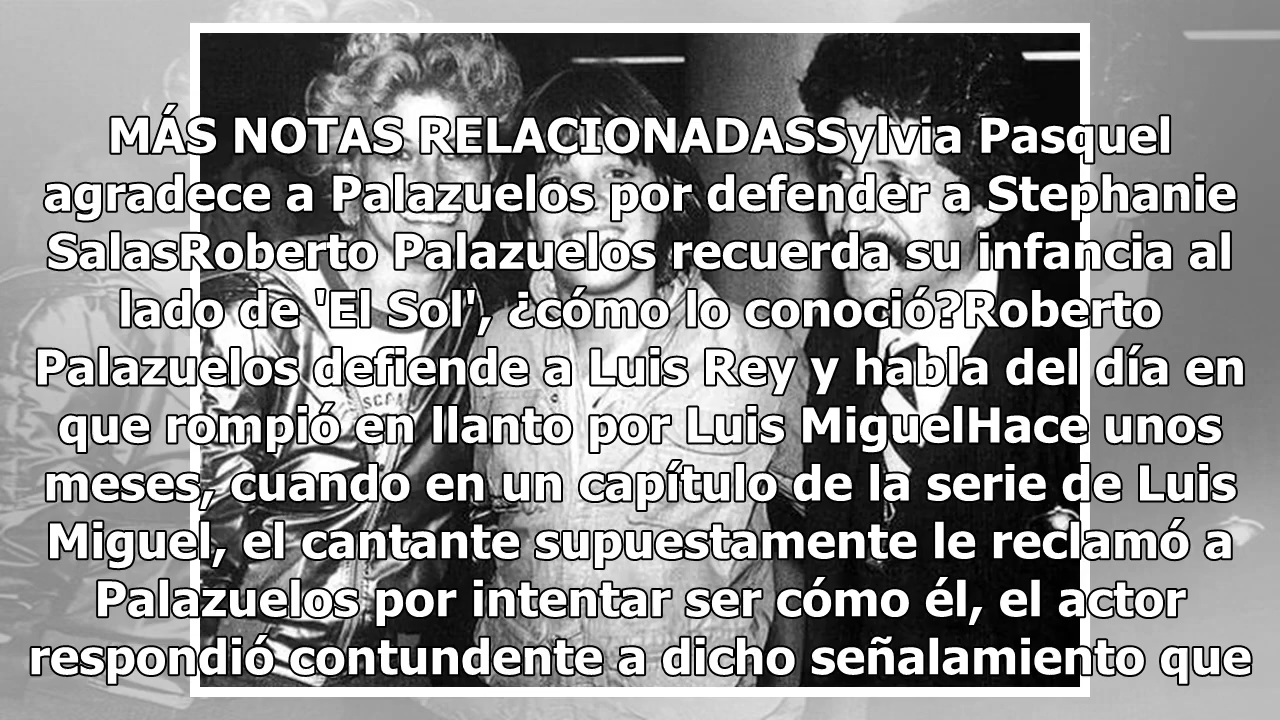 MÁS NOTAS RELACIONADASSylvia Pasquel
agradece a Palazuelos por defender a Stephanie
SalasRoberto Palazuelos recuerda su infancia al
lado de 'El Sol', ¿cómo lo conoció?Roberto
Palazuelos defiende a Luis Rey y habla del día en
que rompió en llanto por Luis MiguelHace unos
meses, cuando en un capítulo de la serie de Luis
Miguel, el cantante supuestamente le reclamó a
Palazuelos por intentar ser cómo él, el actor
respondió contundente a dicho señalamiento que